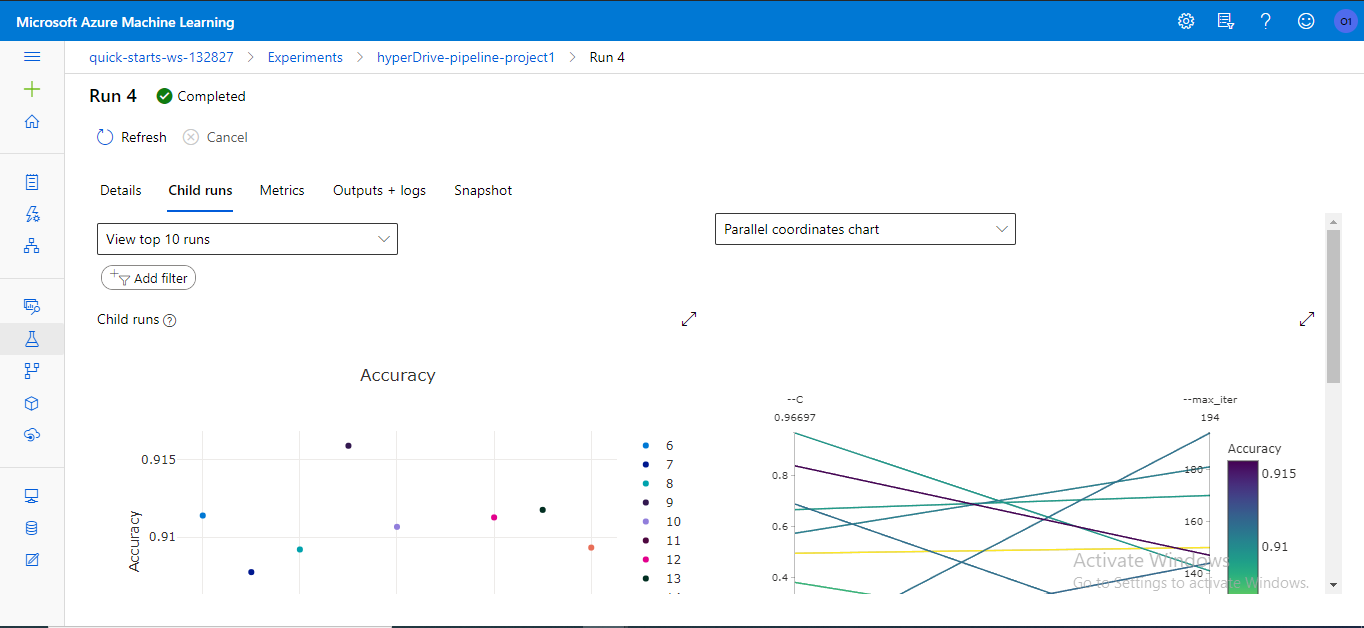 Microsoft Azure Machine Learning
O1
quick-starts-ws-132827 > Experiments > hyperDrive-pipeline-project1 > Run 4
Run 4 Completed
Refresh Cancel
Details Child runs Metrics Outputs + logs Snapshot
View top 10 runs
Parallel coordinates chart
Add filter
Child runs
Accuracy
Accuracy
0.915
0.91
6
7
8
9
10
11
12
13
--C
0.96697
0.8
0.6
0.4
--max_iter
194
180
160
140
Accuracy
0.915
0.91
Activate Windows
Go to Settings to activate Windows.